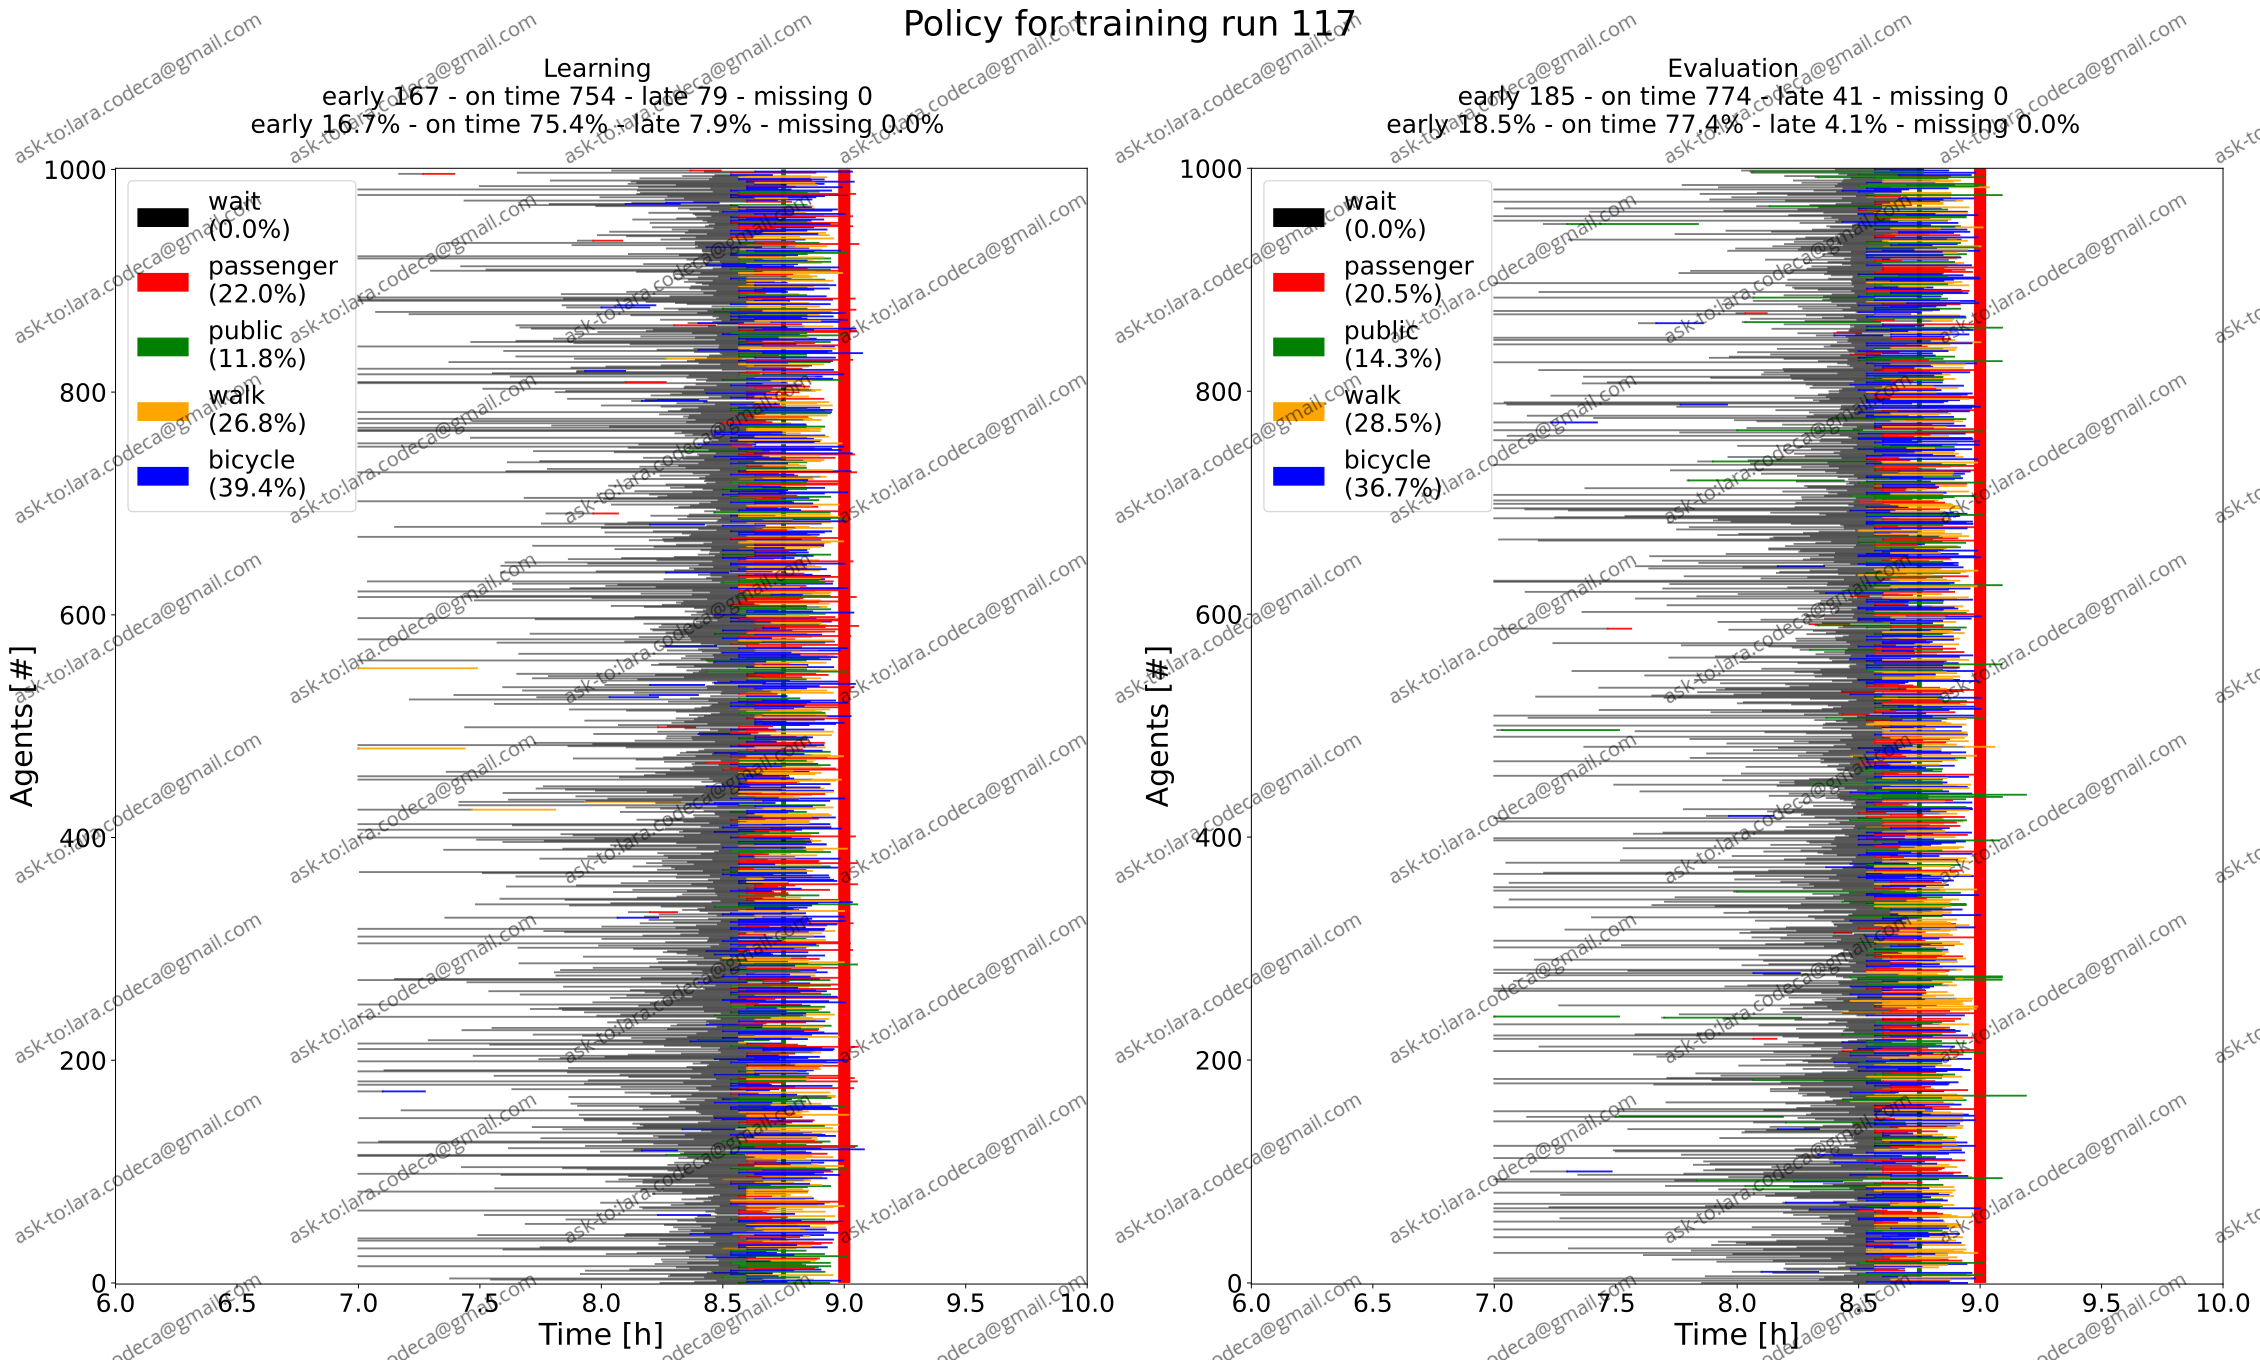 Policy for training run 117
Learning
early 167 - on time 754 - late 79 - missing 0
early 16.7% - on time 75.4% - late 7.9% - missing 0.0%
wait
(0.0%)
passenger
(22.0%)
public
(11.8%)
walk
(26.8%)
bicycle
(39.4%)
Agents [#]
1000
800
600
400
200
0
6.0 6.5 7.0 7.5 8.0 8.5 9.0 9.5 10.0
Time [h]
Evaluation
early 185 - on time 774 - late 41 - missing 0
early 18.5% - on time 77.4% - late 4.1% - missing 0.0%
wait
(0.0%)
passenger
(20.5%)
public
(14.3%)
walk
(28.5%)
bicycle
(36.7%)
Agents [#]
1000
800
600
400
200
0
6.0 6.5 7.0 7.5 8.0 8.5 9.0 9.5 10.0
Time [h]
ask-to:lara.codeca@gmail.com